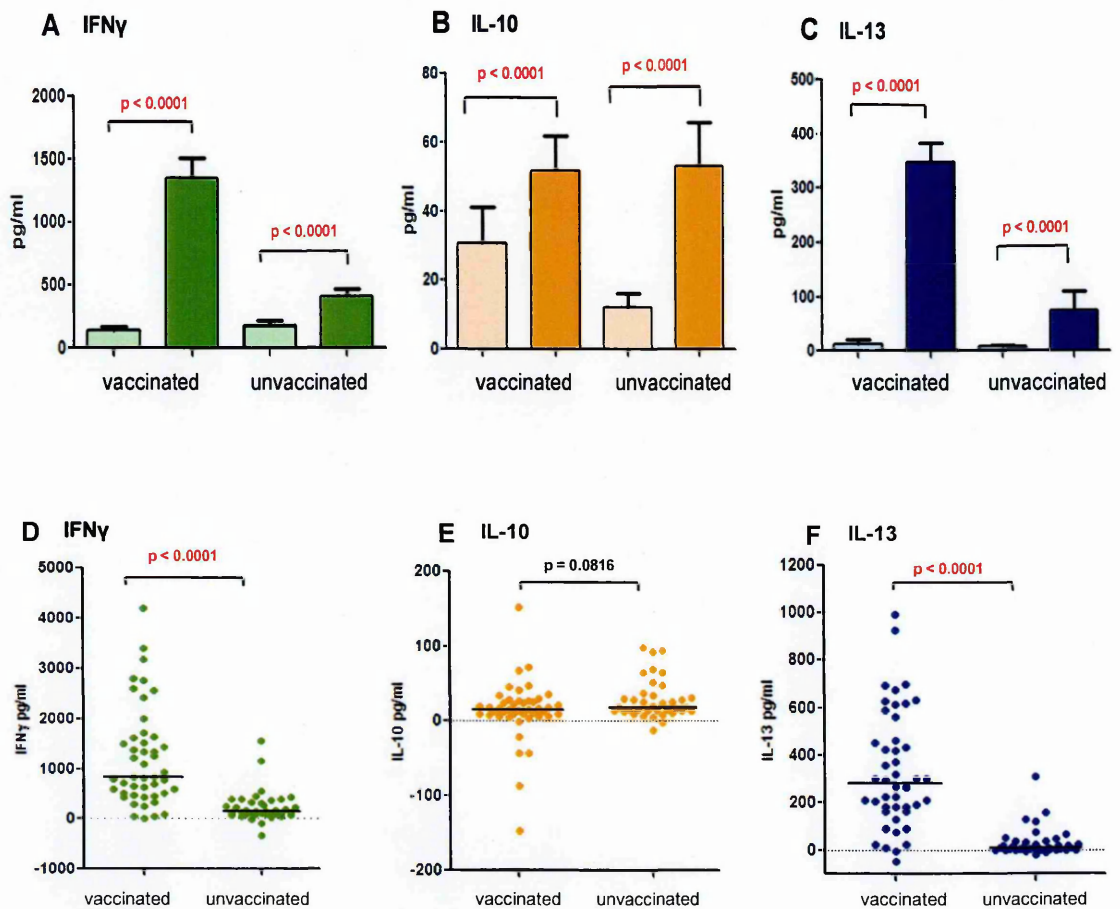 A IFNγ
p < 0.0001
p < 0.0001
2000
1500
1000
500
0
pg/ml
vaccinated unvaccinated
B IL-10
p < 0.0001
p < 0.0001
80
60
40
20
0
pg/ml
vaccinated unvaccinated
C IL-13
p < 0.0001
p < 0.0001
500
400
300
200
100
0
pg/ml
vaccinated unvaccinated
D IFNγ
p < 0.0001
5000
4000
3000
2000
1000
0
-1000
IFNγ pg/ml
vaccinated unvaccinated
E IL-10
p = 0.0816
200
100
0
-100
-200
IL-10 pg/ml
vaccinated unvaccinated
F IL-13
p < 0.0001
1200
1000
800
600
400
200
0
IL-13 pg/ml
vaccinated unvaccinated